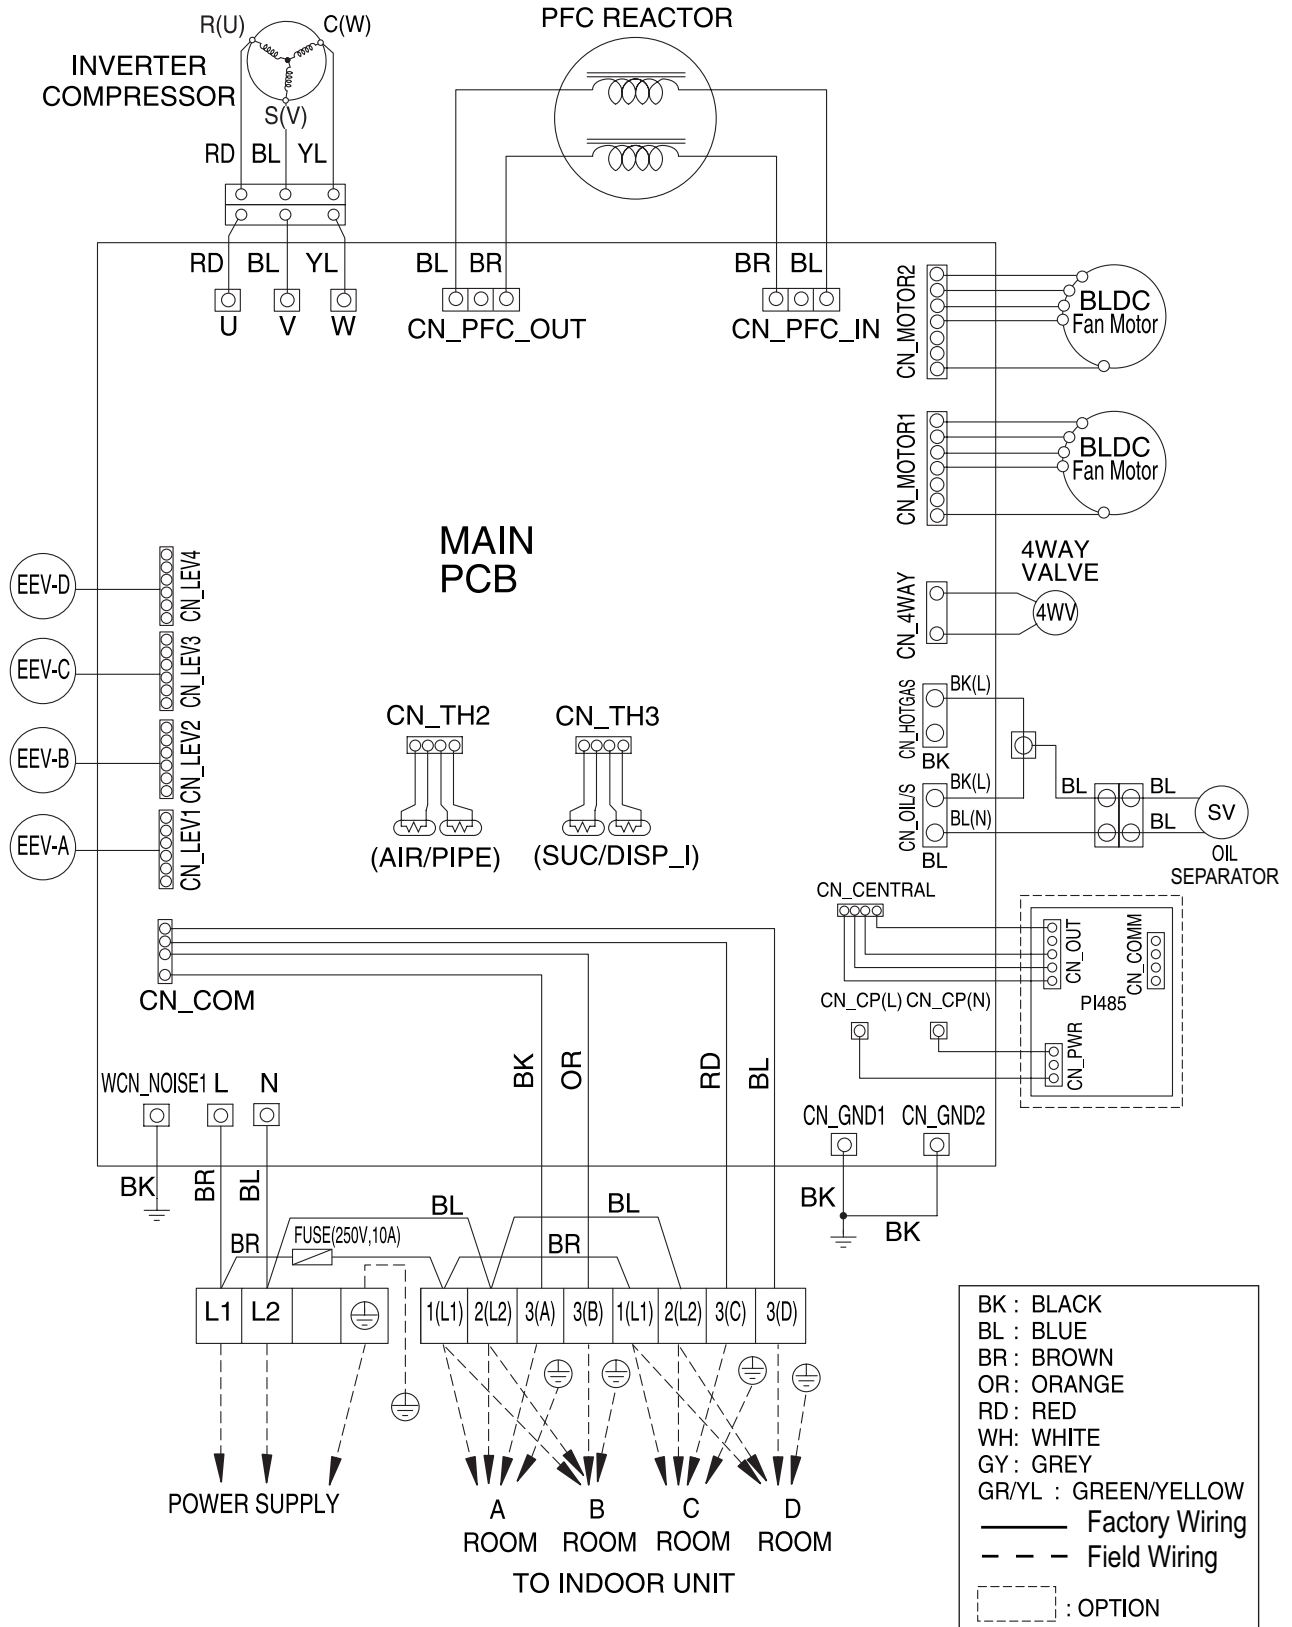 PFC REACTOR
R(U)
C(W)
INVERTER
COMPRESSOR
S(V)
RD BL YL
RD BL YL
BL BR
BR BL
U V W
CN_PFC_OUT
CN_PFC_IN
CN_MOTOR2
BLDC
Fan Motor
CN_MOTOR1
BLDC
Fan Motor
MAIN
PCB
4WAY
VALVE
CN_4WAY
4WV
EEV-D
CN_LEV4
EEV-C
CN_LEV3
EEV-B
CN_LEV2
EEV-A
CN_LEV1
CN_TH2
CN_TH3
(AIR/PIPE)
(SUC/DISP_I)
CN_HOTGAS
BK(L)
BK
CN_OIL/S
BK(L)
BL(N)
BL
BL
BL
BL
SV
OIL
SEPARATOR
CN_CENTRAL
CN_OUT
CN_COMM
PI485
CN_CP(L) CN_CP(N)
CN_PWR
CN_COM
BK
OR
RD
BL
WCN_NOISE1 L N
CN_GND1 CN_GND2
BK
BR
BL
BK
BK
BL
BL
BR
FUSE(250V,10A)
BR
L1 L2
1(L1) 2(L2) 3(A) 3(B) 1(L1) 2(L2) 3(C) 3(D)
POWER SUPPLY
A
ROOM
B
ROOM
C
ROOM
D
ROOM
TO INDOOR UNIT
BK : BLACK
BL : BLUE
BR : BROWN
OR : ORANGE
RD : RED
WH: WHITE
GY : GREY
GR/YL : GREEN/YELLOW
Factory Wiring
Field Wiring
: OPTION